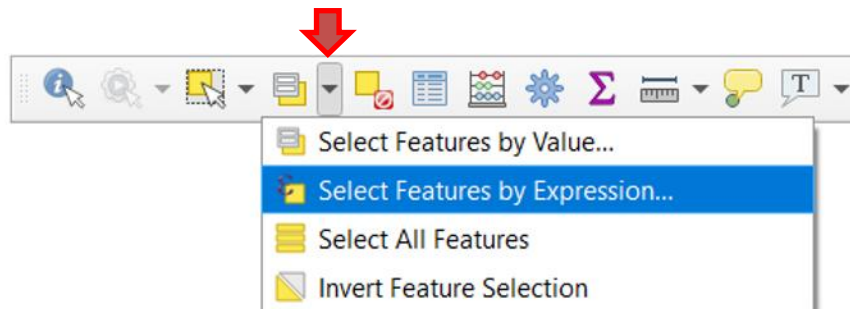 Select Features by Value...
Select Features by Expression...
Select All Features
Invert Feature Selection